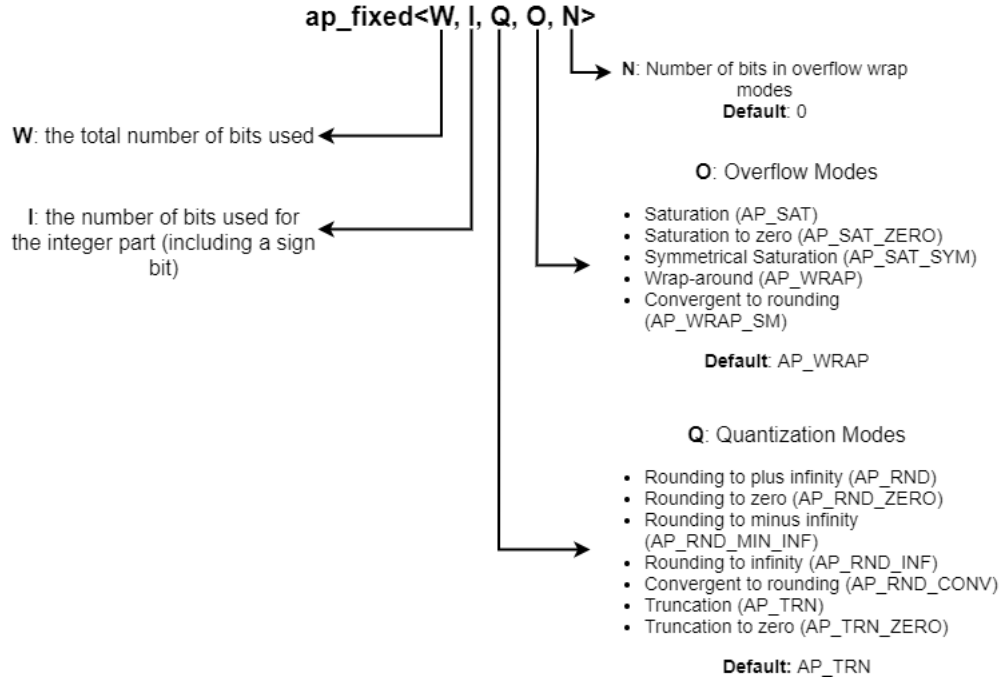 ap_fixed<W, I, Q, O, N>
N: Number of bits in overflow wrap
modes
Default: 0
W: the total number of bits used
O: Overflow Modes
I: the number of bits used for
the integer part (including a sign
bit)
• Saturation (AP_SAT)
• Saturation to zero (AP_SAT_ZERO)
• Symmetrical Saturation (AP_SAT_SYM)
• Wrap-around (AP_WRAP)
• Convergent to rounding
(AP_WRAP_SM)
Default: AP_WRAP
Q: Quantization Modes
• Rounding to plus infinity (AP_RND)
• Rounding to zero (AP_RND_ZERO)
• Rounding to minus infinity
(AP_RND_MIN_INF)
• Rounding to infinity (AP_RND_INF)
• Convergent to rounding (AP_RND_CONV)
• Truncation (AP_TRN)
• Truncation to zero (AP_TRN_ZERO)
Default: AP_TRN